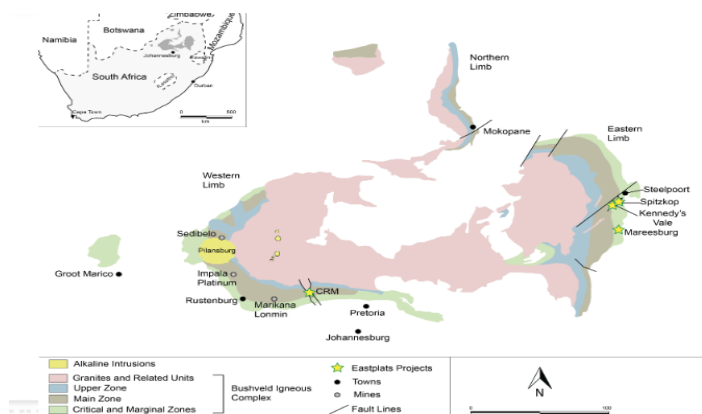 Zimbabwe
Botswana
Namibia
Mozambique
Johannesburg
South Africa
Durban
Cape Town
0
500
km
Northern
Limb
Mokopane
Eastern
Limb
Steelpoort
Spitzkop
Kennedy's
Vale
Mareesburg
Western
Limb
Sedibelo
Pilansburg
Groot Marico
Impala
Platinum
Rustenburg
Marikana
Lonmin
CRM
Pretoria
Johannesburg
Alkaline Intrusions
Granites and Related Units
Upper Zone
Main Zone
Critical and Marginal Zones
Bushveld Igneous
Complex
Eastplats Projects
Towns
Mines
Fault Lines
N
0
100